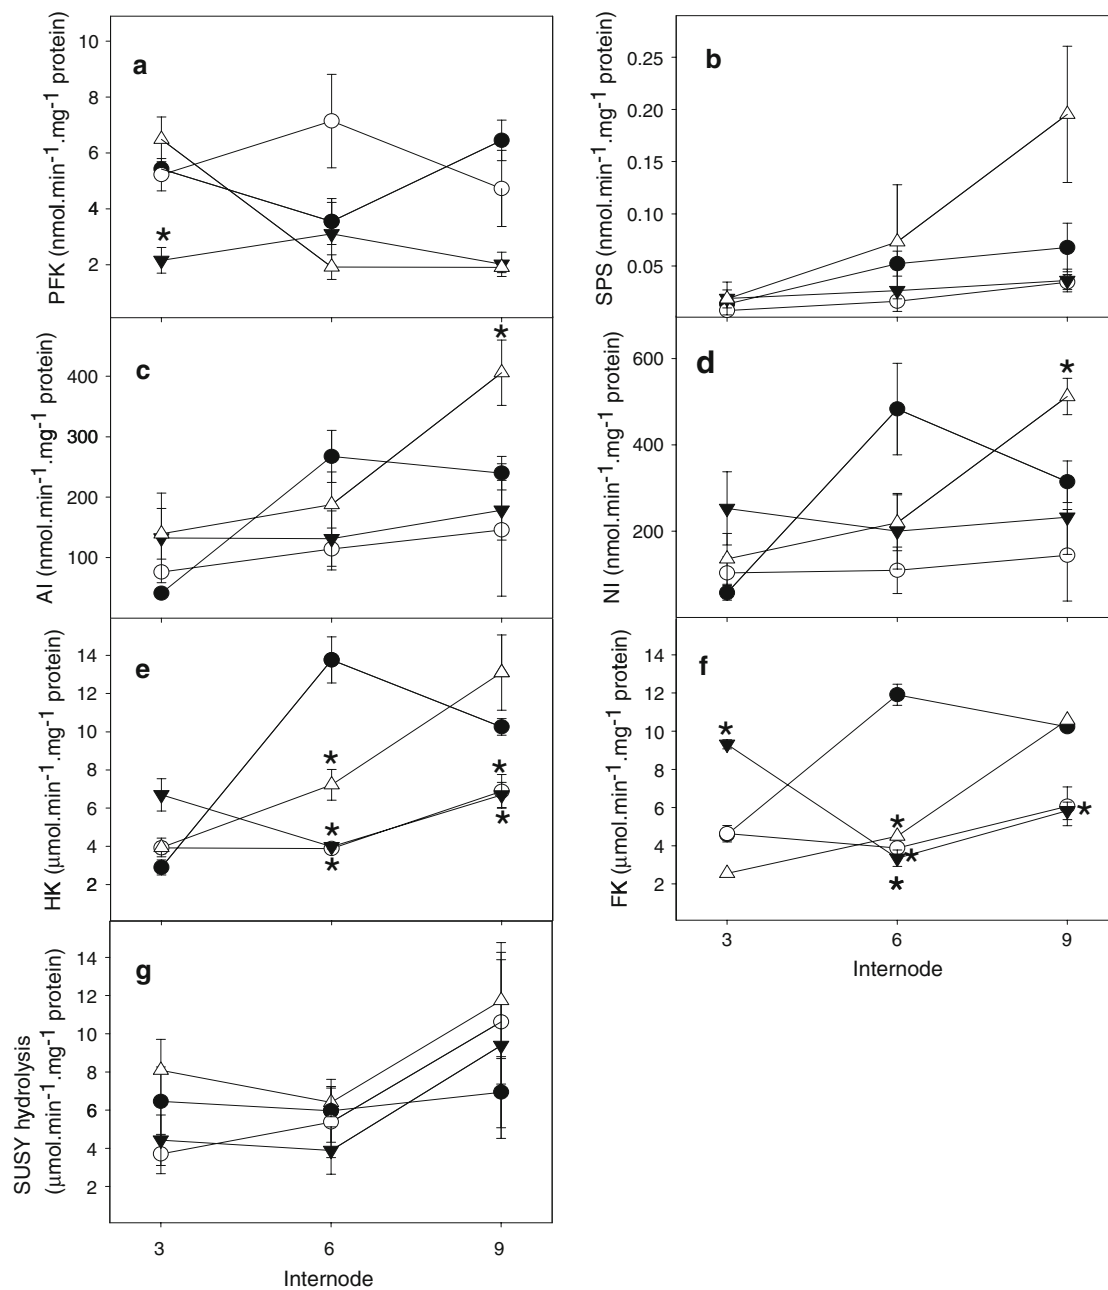 a
PFK (nmol.min-1.mg-1 protein)
10
8
6
4
2
*
b
SPS (nmol.min-1.mg-1 protein)
0.25
0.20
0.15
0.10
0.05
c
AI (nmol.min-1.mg-1 protein)
400
300
200
100
*
d
NI (nmol.min-1.mg-1 protein)
600
400
200
*
e
HK (μmol.min-1.mg-1 protein)
14
12
10
8
6
4
2
*
*
*
*
*
f
FK (μmol.min-1.mg-1 protein)
14
12
10
8
6
4
2
*
*
*
*
*
3 6 9
Internode
g
SUSY hydrolysis
(μmol.min-1.mg-1 protein)
14
12
10
8
6
4
2
3 6 9
Internode